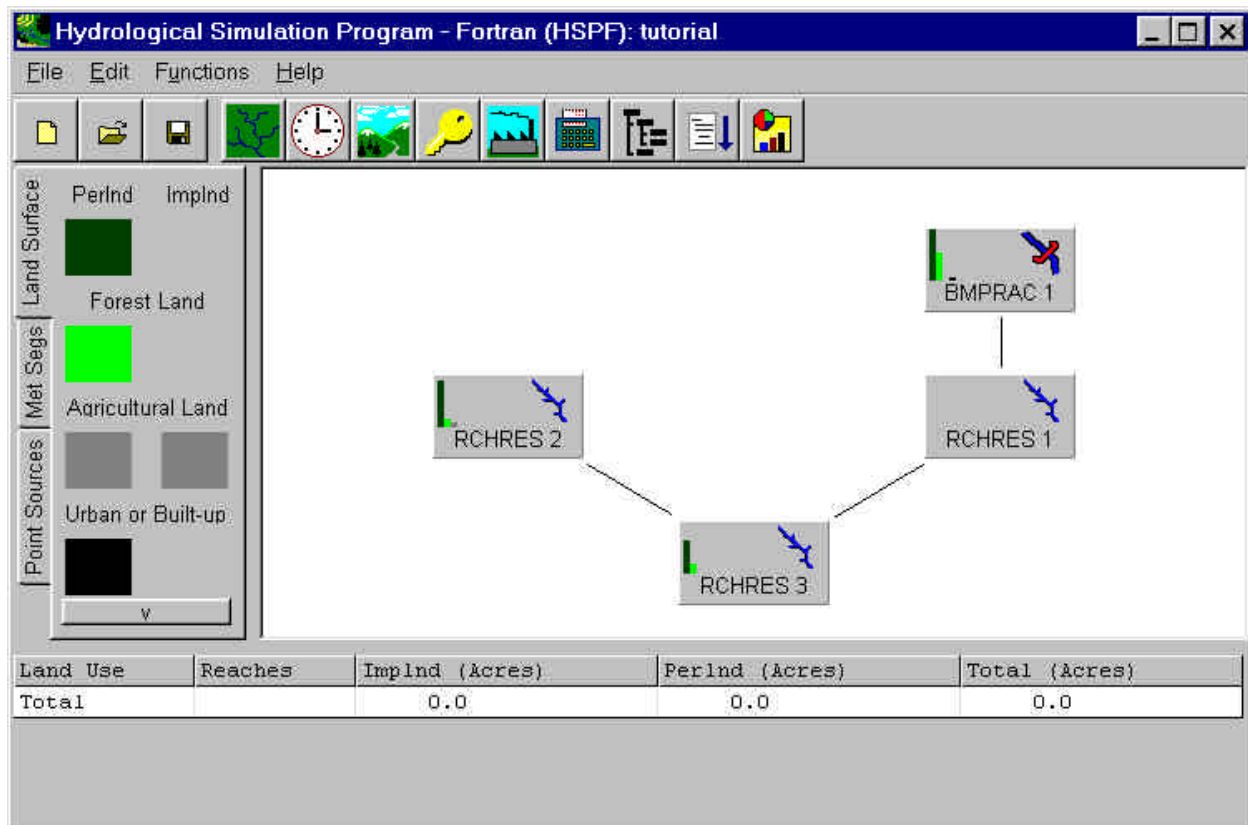 Hydrological Simulation Program - Fortran (HSPF): tutorial
File Edit Functions Help
Land Surface
Met Segs
Point Sources
PerInd ImpInd
Forest Land
Agricultural Land
Urban or Built-up
v
BMPRAC 1
RCHRES 2
RCHRES 1
RCHRES 3
Land Use Reaches ImpInd (Acres) PerInd (Acres) Total (Acres)
Total 0.0 0.0 0.0